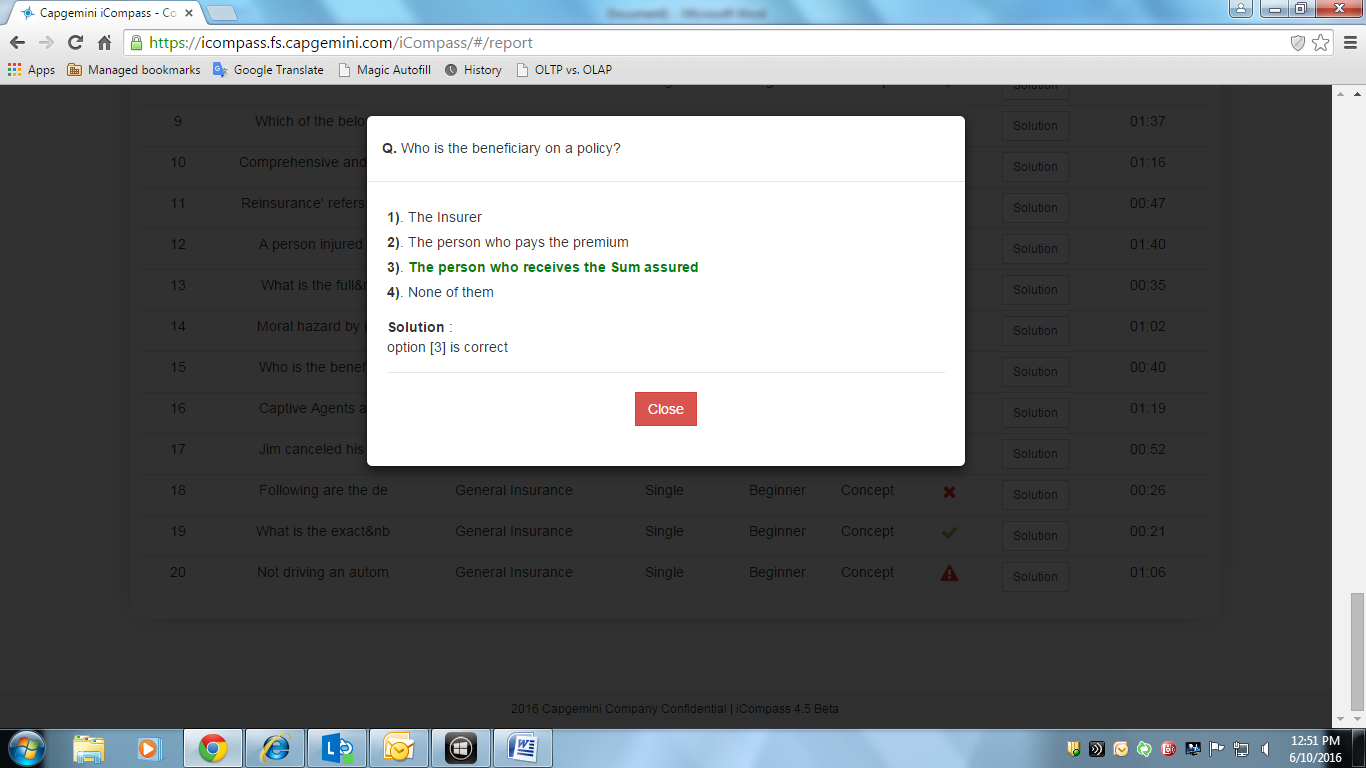 Capgemini iCompass - Co
Document1 - Microsoft Word
https://icompass.fs.capgemini.com/iCompass/#/report
Apps Managed bookmarks Google Translate Magic Autofill History OLTP vs. OLAP
Solution
9 Which of the belo Solution 01:37
10 Comprehensive and Solution 01:16
11 Reinsurance' refers Solution 00:47
12 A person injured Solution 01:40
13 What is the full&n Solution 00:35
14 Moral hazard by Solution 01:02
15 Who is the benef Solution 00:40
16 Captive Agents a Solution 01:19
17 Jim canceled his Solution 00:52
Q. Who is the beneficiary on a policy?
1). The Insurer
2). The person who pays the premium
3). The person who receives the Sum assured
4). None of them
Solution :
option [3] is correct
Close
18 Following are the de General Insurance Single Beginner Concept Solution 00:26
19 What is the exact&nb General Insurance Single Beginner Concept Solution 00:21
20 Not driving an autom General Insurance Single Beginner Concept Solution 01:06
2016 Capgemini Company Confidential | iCompass 4.5 Beta
12:51 PM
6/10/2016